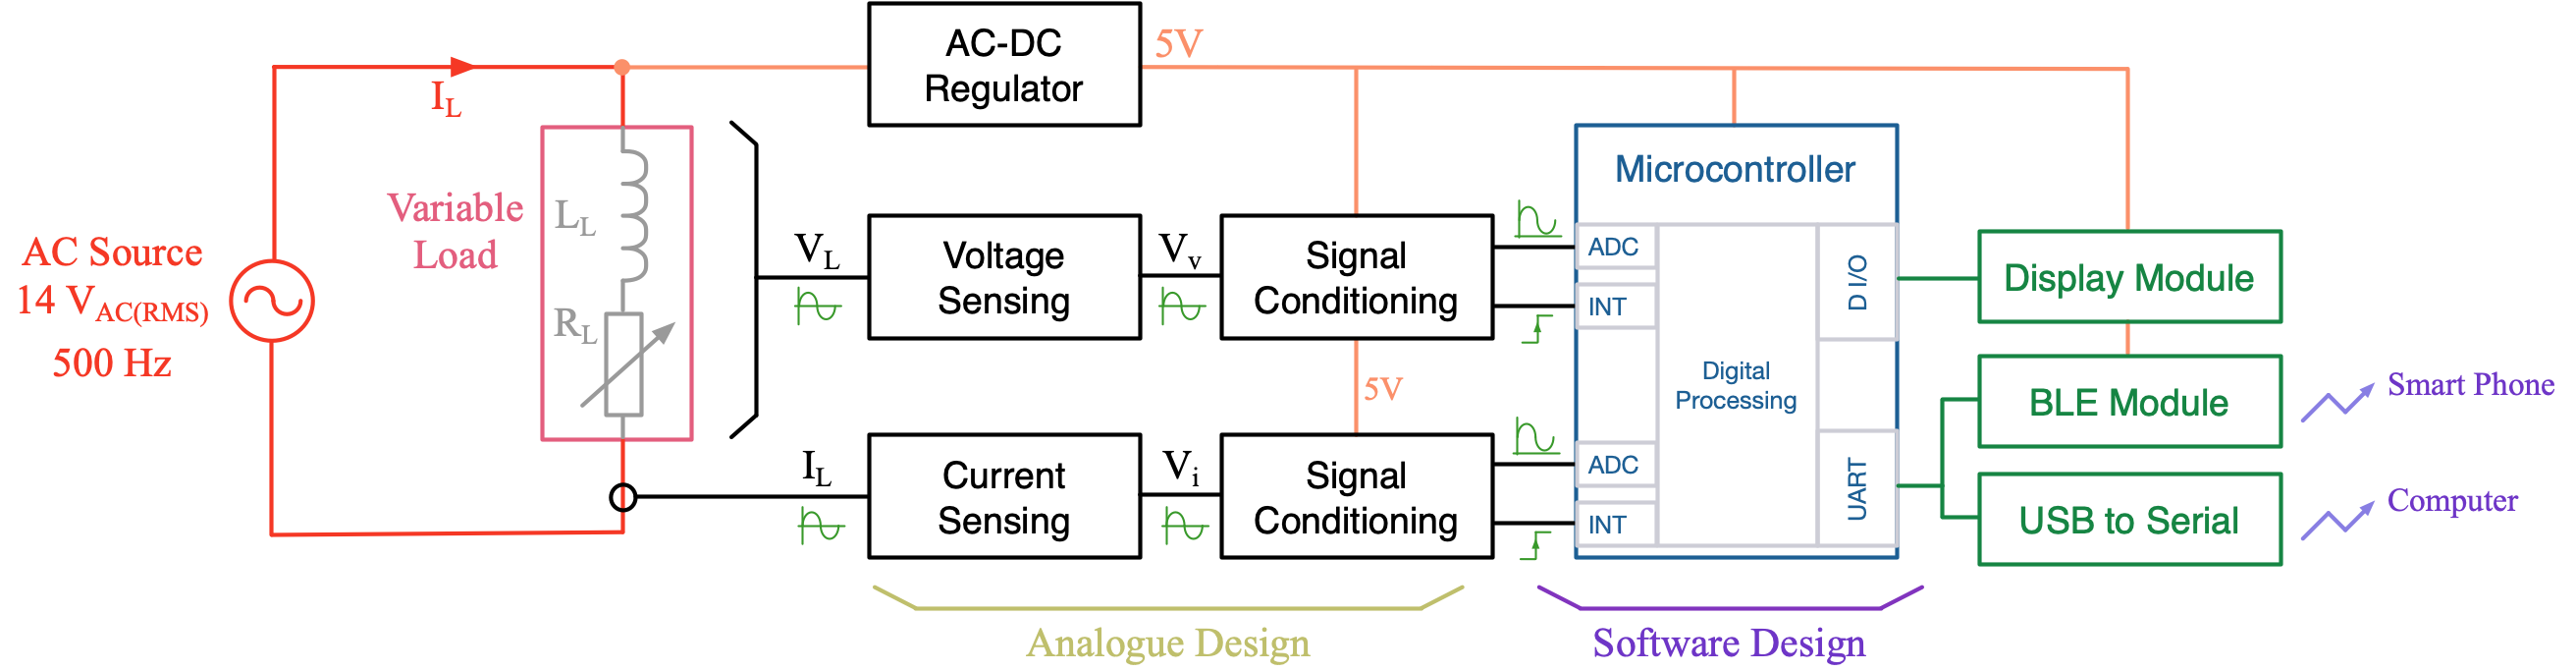 AC-DC
Regulator
5V
I_L
Microcontroller
Variable
Load
L_L
R_L
AC Source
14 V_AC(RMS)
500 Hz
V_L
Voltage
Sensing
V_v
Signal
Conditioning
ADC
INT
D I/O
Display Module
Digital
Processing
5V
BLE Module
Smart Phone
I_L
Current
Sensing
V_i
Signal
Conditioning
ADC
INT
UART
USB to Serial
Computer
Analogue Design
Software Design